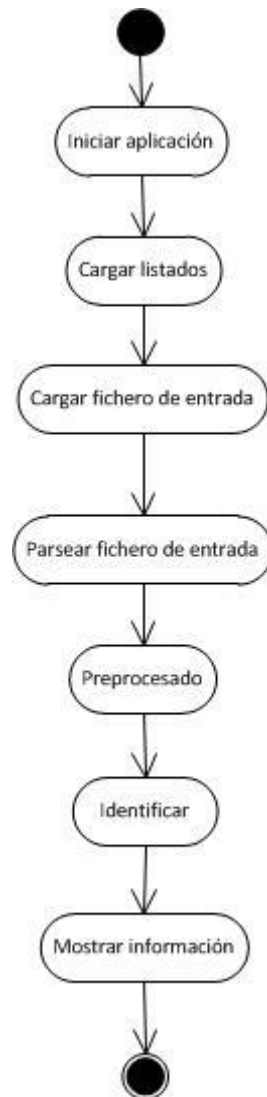 Iniciar aplicación
Cargar listados
Cargar fichero de entrada
Parsear fichero de entrada
Preprocesado
Identificar
Mostrar información